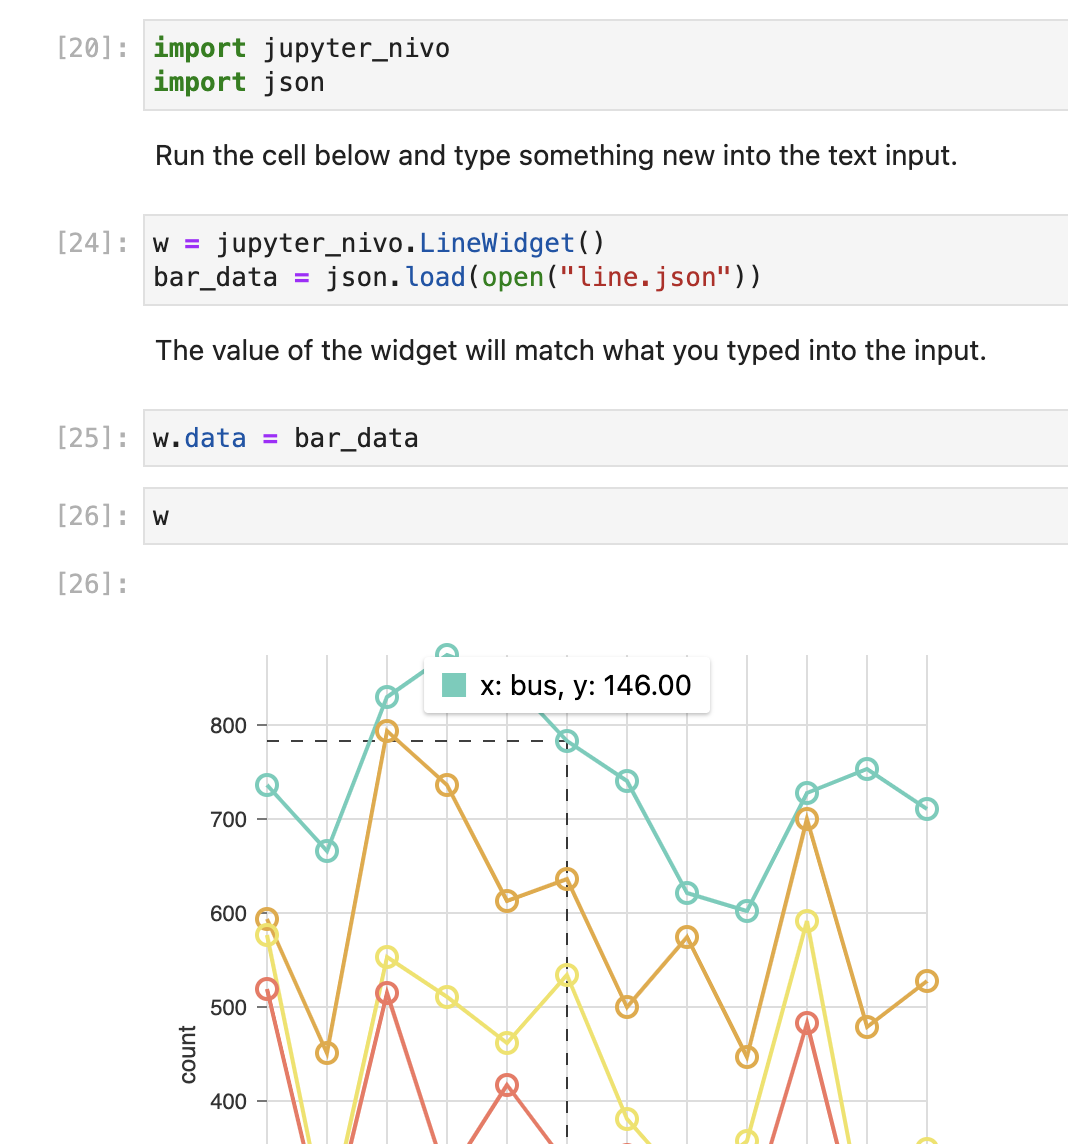 [20]: import jupyter_nivo
import json
Run the cell below and type something new into the text input.
[24]: w = jupyter_nivo.LineWidget()
bar_data = json.load(open("line.json"))
The value of the widget will match what you typed into the input.
[25]: w.data = bar_data
[26]: w
[26]:
x: bus, y: 146.00
800
700
600
500
count
400